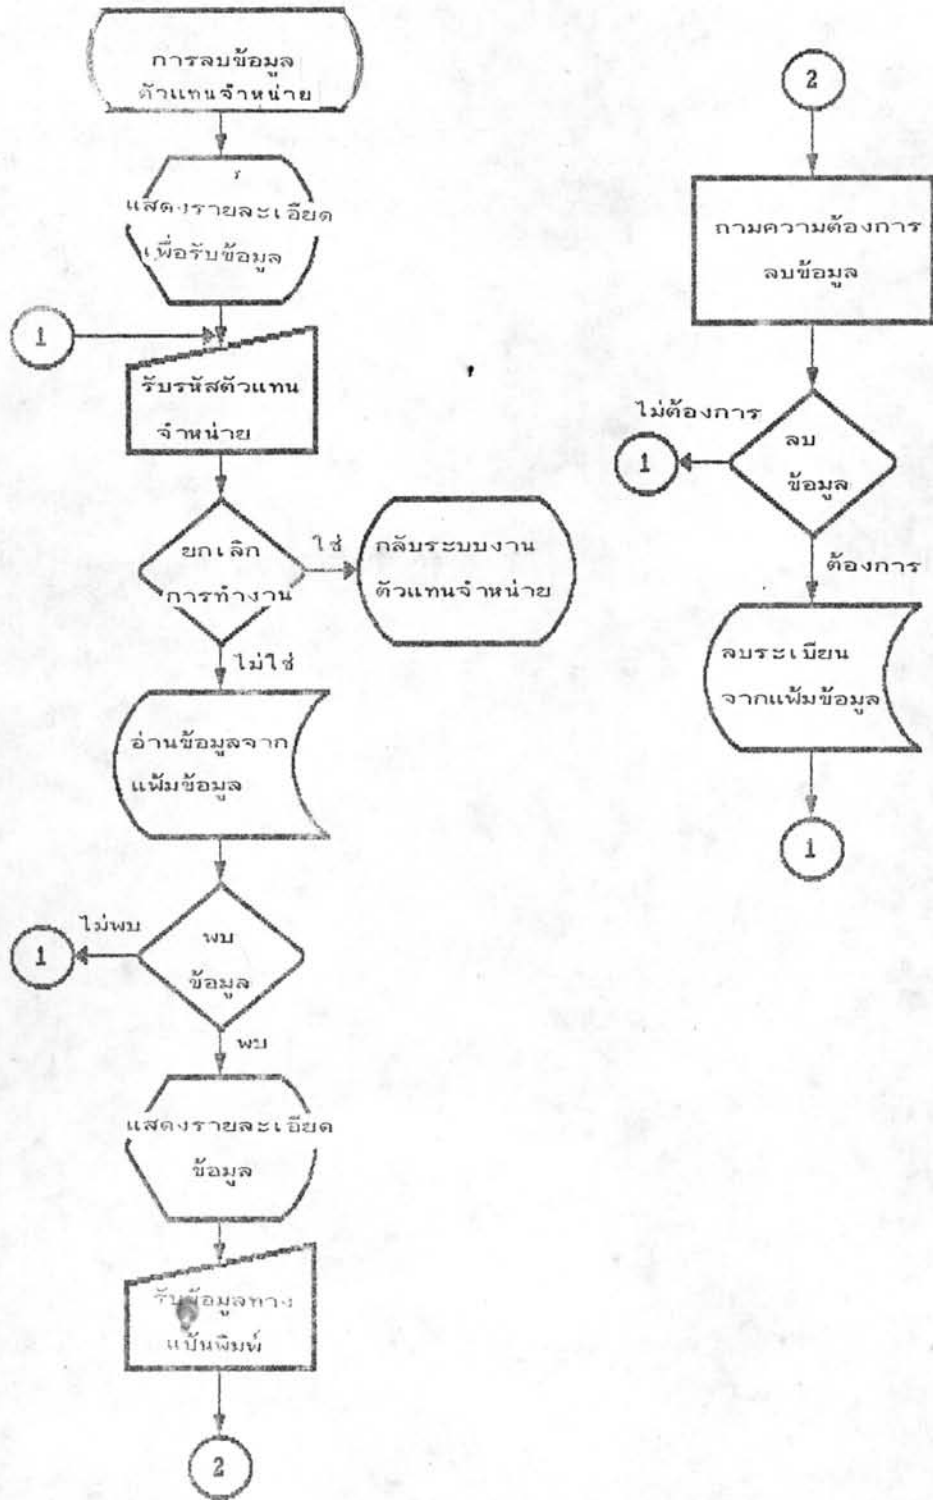 การลบข้อมูล
ตัวแทนจำหน่าย
แสดงรายละเอียด
เพื่อรับข้อมูล
1
รับรหัสตัวแทน
จำหน่าย
ยกเลิก
การทำงาน
ใช่
กลับระบบงาน
ตัวแทนจำหน่าย
ไม่ใช่
อ่านข้อมูลจาก
แฟ้มข้อมูล
ไม่พบ
1
พบ
ข้อมูล
พบ
แสดงรายละเอียด
ข้อมูล
รับข้อมูลทาง
แป้นพิมพ์
2
2
ถามความต้องการ
ลบข้อมูล
ไม่ต้องการ
1
ลบ
ข้อมูล
ต้องการ
ลบระเบียน
จากแฟ้มข้อมูล
1